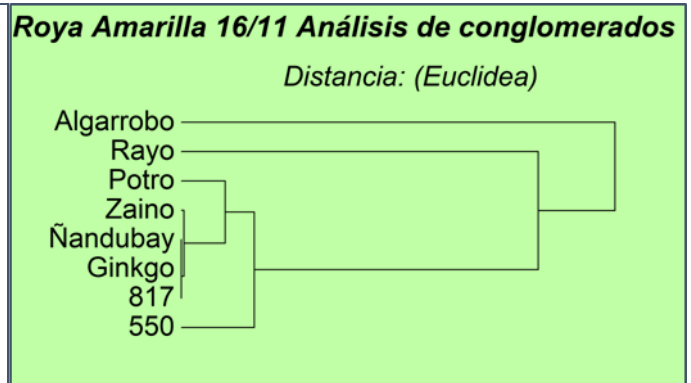 Roya Amarilla 16/11 Análisis de conglomerados
Distancia: (Euclidea)
Algarrobo
Rayo
Potro
Zaino
Ñandubay
Ginkgo
817
550